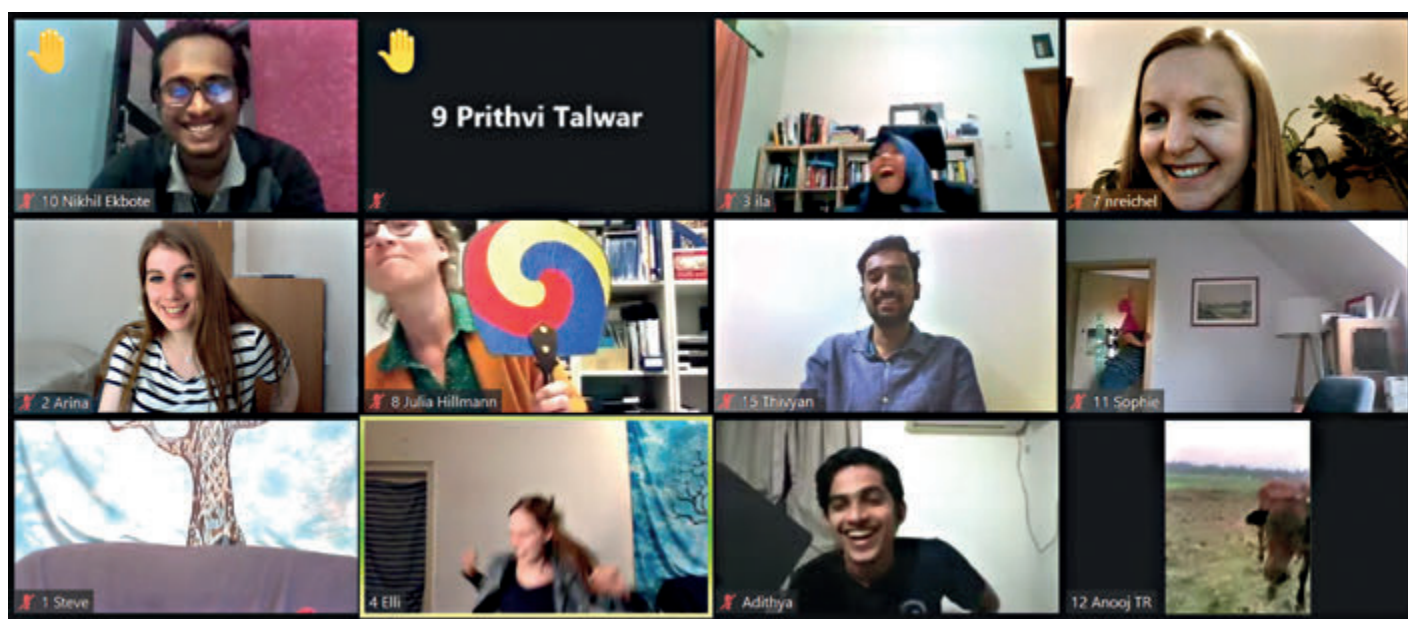 9 Prithvi Talwar
10 Nikhil Ekbote
3 ila
7 nreichel
2 Arina
8 Julia Hillmann
15 Thivyan
11 Sophie
1 Steve
4 Elli
Adithya
12 Anooj TR